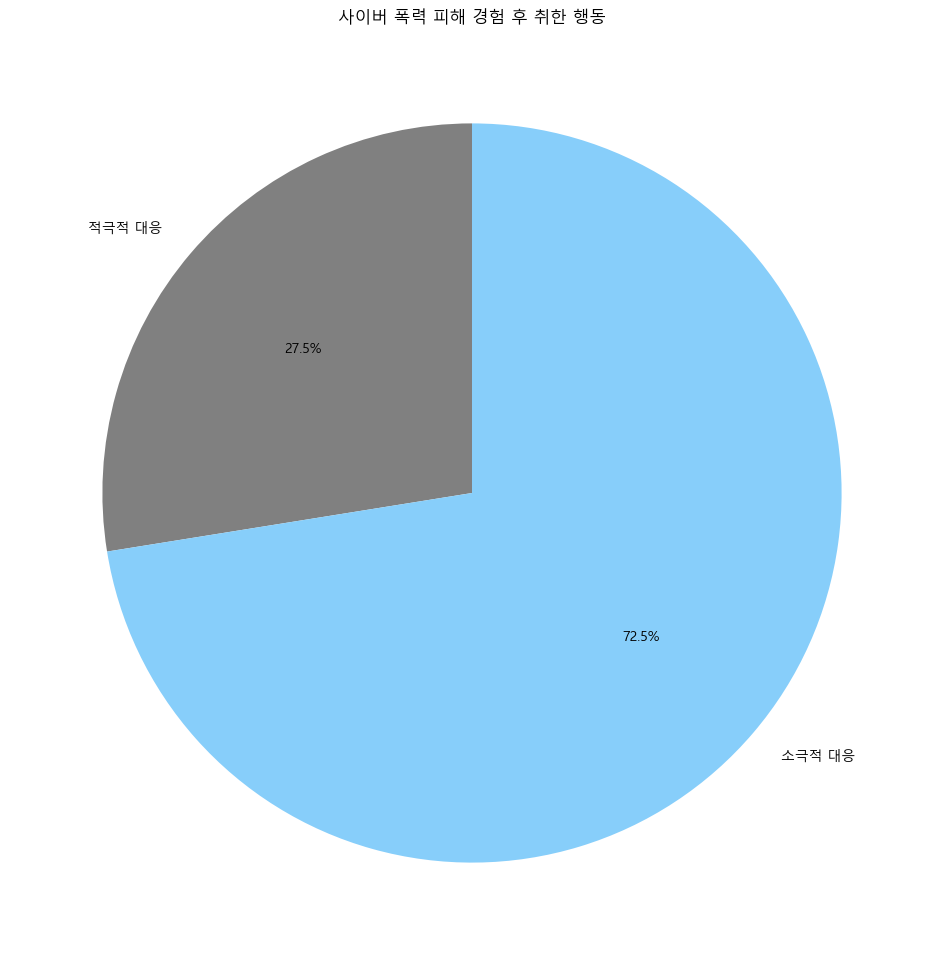 사이버 폭력 피해 경험 후 취한 행동
적극적 대응
27.5%
72.5%
소극적 대응